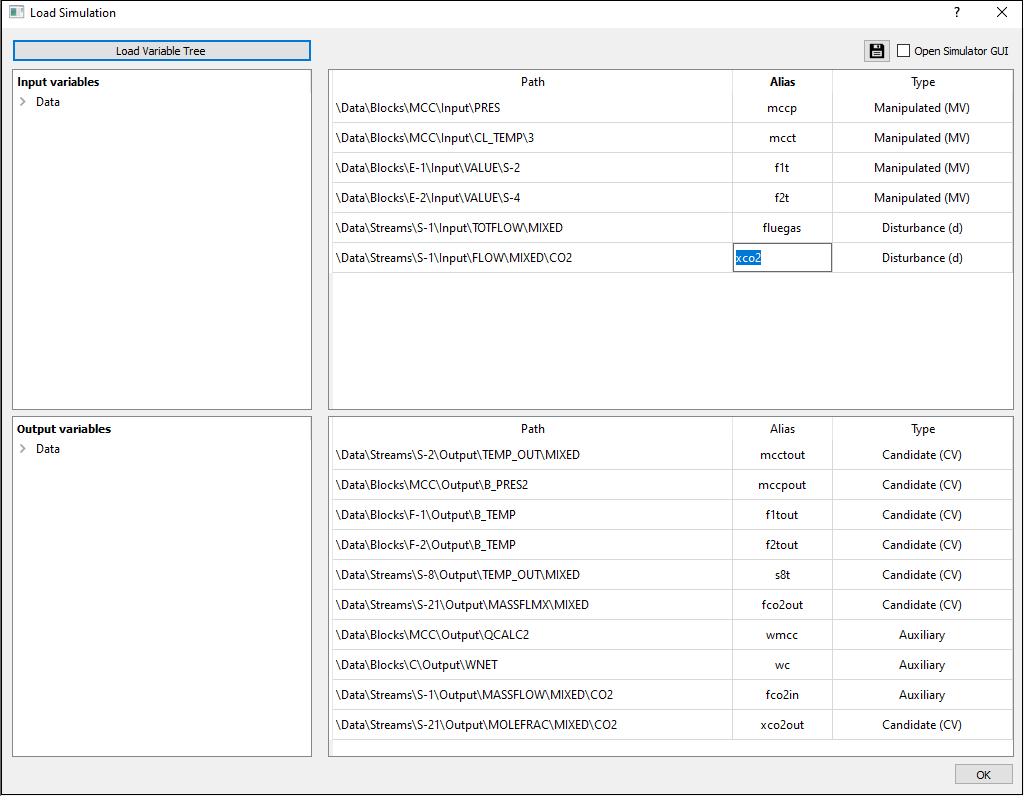 Load Simulation ?
Load Variable Tree
Open Simulator GUI
Input variables
Data
Path Alias Type
\Data\Blocks\MCC\Input\PRES mccp Manipulated (MV)
\Data\Blocks\MCC\Input\CL_TEMP\3 mcct Manipulated (MV)
\Data\Blocks\E-1\Input\VALUE\S-2 f1t Manipulated (MV)
\Data\Blocks\E-2\Input\VALUE\S-4 f2t Manipulated (MV)
\Data\Streams\S-1\Input\TOTFLOW\MIXED fluegas Disturbance (d)
\Data\Streams\S-1\Input\FLOW\MIXED\CO2 xco2 Disturbance (d)
Output variables
Data
Path Alias Type
\Data\Streams\S-2\Output\TEMP_OUT\MIXED mcctout Candidate (CV)
\Data\Blocks\MCC\Output\B_PRES2 mccpout Candidate (CV)
\Data\Blocks\F-1\Output\B_TEMP f1tout Candidate (CV)
\Data\Blocks\F-2\Output\B_TEMP f2tout Candidate (CV)
\Data\Streams\S-8\Output\TEMP_OUT\MIXED s8t Candidate (CV)
\Data\Streams\S-21\Output\MASSFLMX\MIXED fco2out Candidate (CV)
\Data\Blocks\MCC\Output\QCALC2 wmcc Auxiliary
\Data\Blocks\C\Output\WNET wc Auxiliary
\Data\Streams\S-1\Output\MASSFLOW\MIXED\CO2 fco2in Auxiliary
\Data\Streams\S-21\Output\MOLEFRAC\MIXED\CO2 xco2out Candidate (CV)
OK